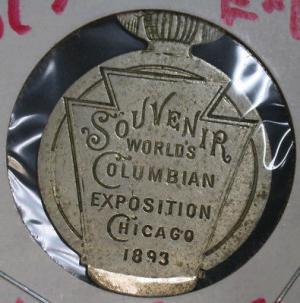 SOUVENIR
WORLD'S
COLUMBIAN
EXPOSITION
CHICAGO
1893